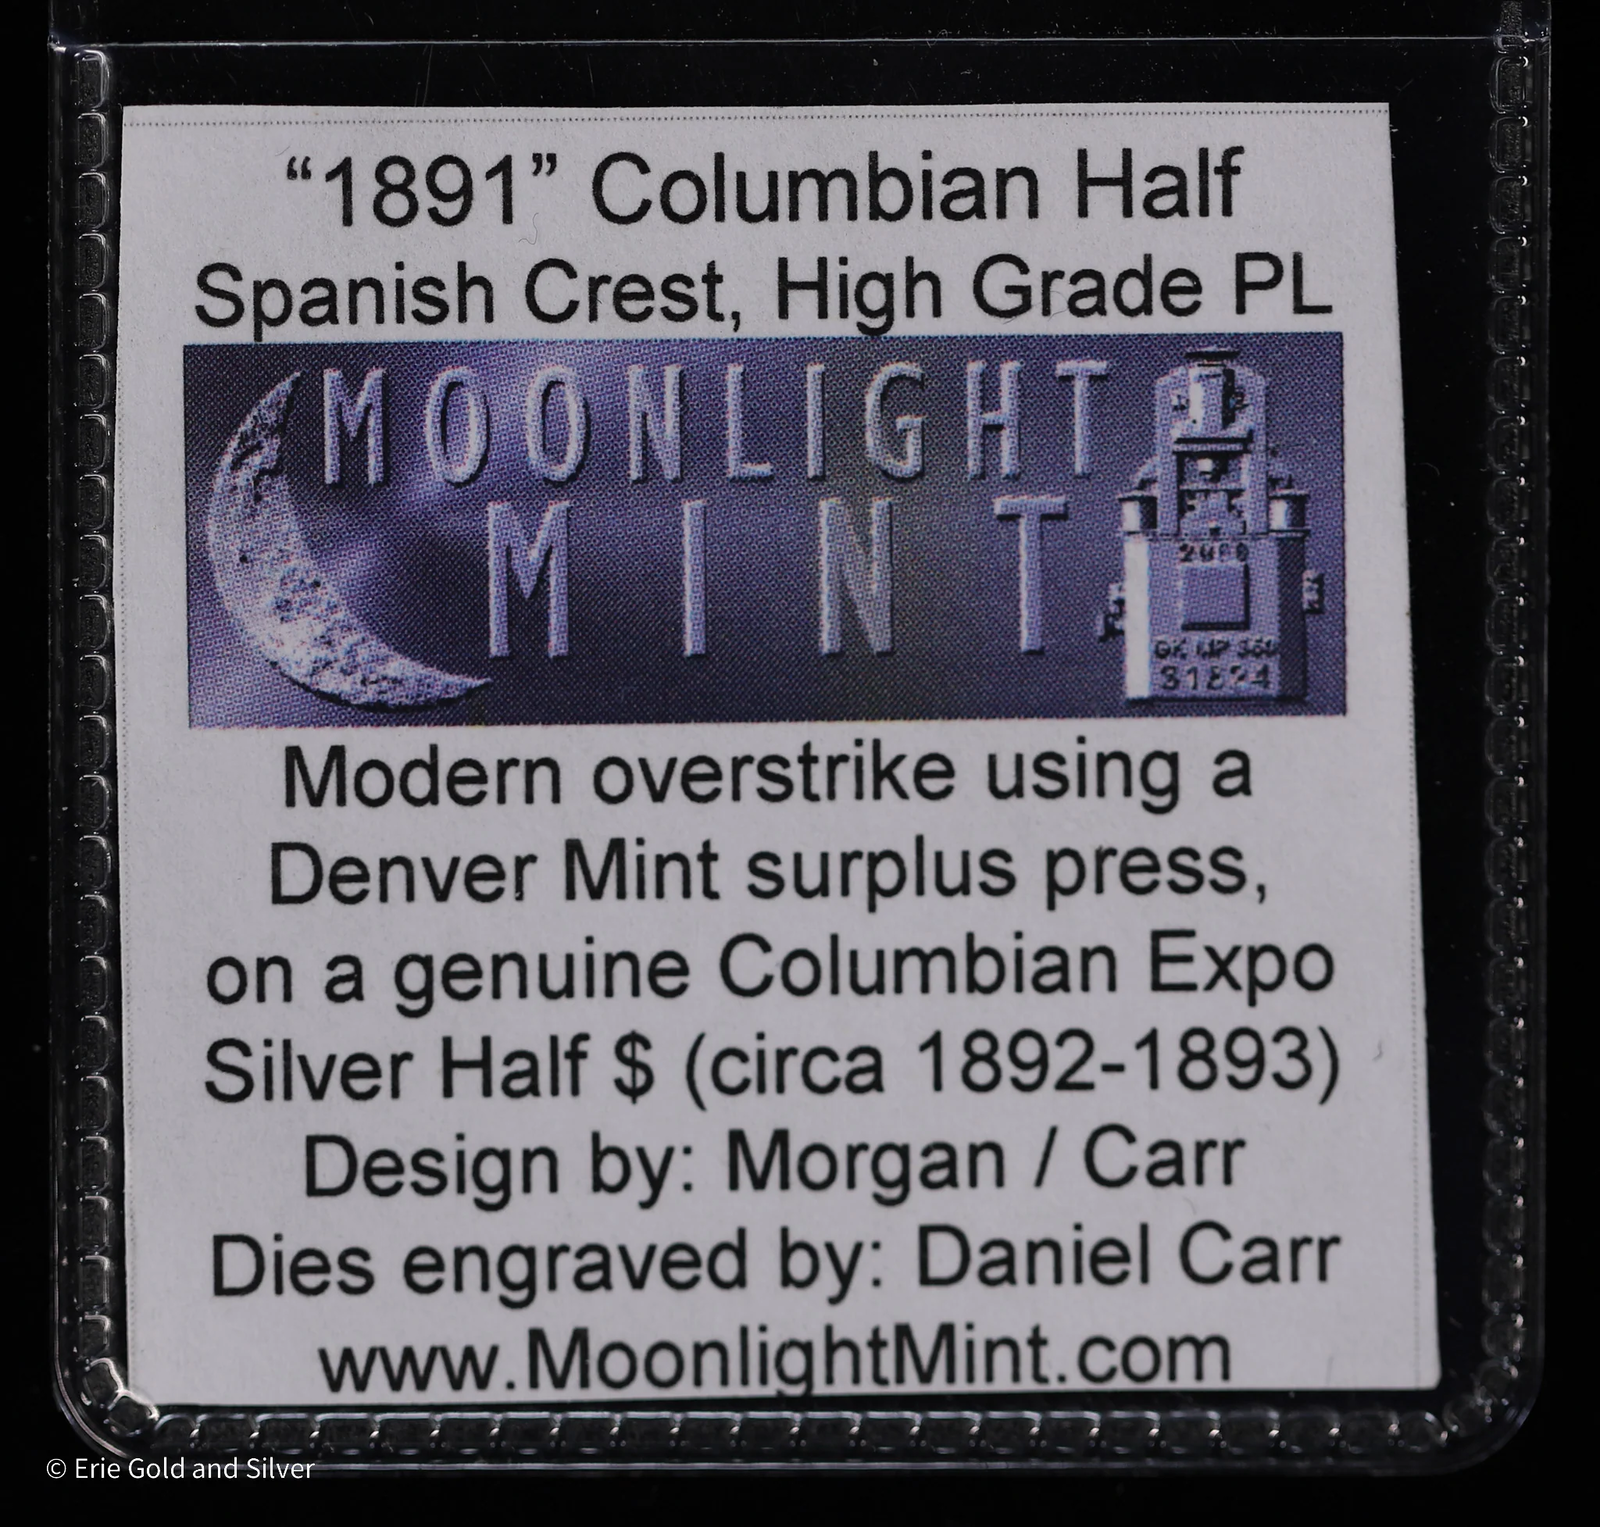 “1891” Columbian Half
Spanish Crest, High Grade PL
MOONLIGHT
MINT
Modern overstrike using a
Denver Mint surplus press,
on a genuine Columbian Expo
Silver Half $ (circa 1892-1893)
Design by: Morgan / Carr
Dies engraved by: Daniel Carr
www.MoonlightMint.com
© Erie Gold and Silver